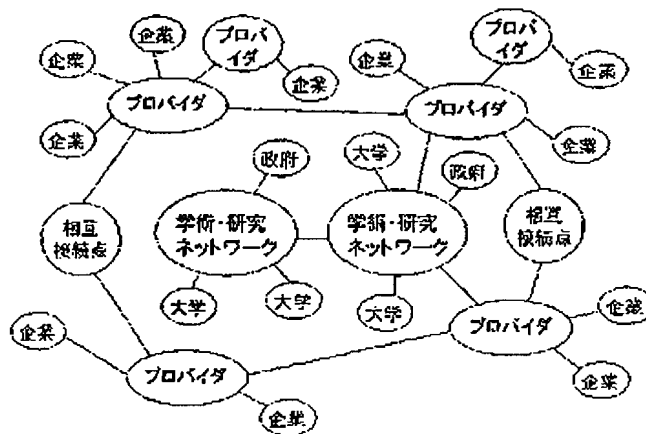 企業
プロバ
イダ
企業
企業
プロバイダ
企業
プロバ
イダ
企業
企業
プロバイダ
企業
政府
大学
政府
相互
接続点
学術・研究
ネットワーク
学術・研究
ネットワーク
相互
接続点
大学
大学
大学
企業
プロバイダ
企業
企業
プロバイダ
企業
企業